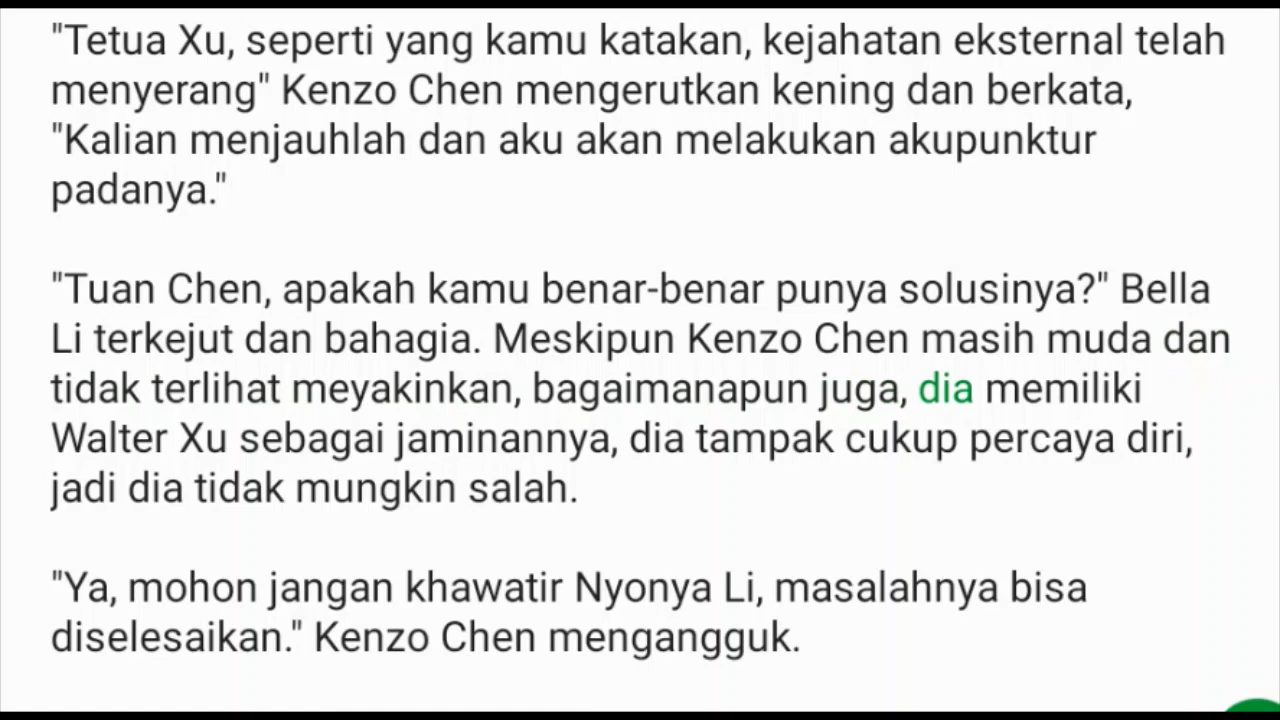 "Tetua Xu, seperti yang kamu katakan, kejahatan eksternal telah
menyerang" Kenzo Chen mengerutkan kening dan berkata,
"Kalian menjauhlah dan aku akan melakukan akupunktur
padanya."
"Tuan Chen, apakah kamu benar-benar punya solusinya?" Bella
Li terkejut dan bahagia. Meskipun Kenzo Chen masih muda dan
tidak terlihat meyakinkan, bagaimanapun juga, dia memiliki
Walter Xu sebagai jaminannya, dia tampak cukup percaya diri,
jadi dia tidak mungkin salah.
"Ya, mohon jangan khawatir Nyonya Li, masalahnya bisa
diselesaikan." Kenzo Chen mengangguk.